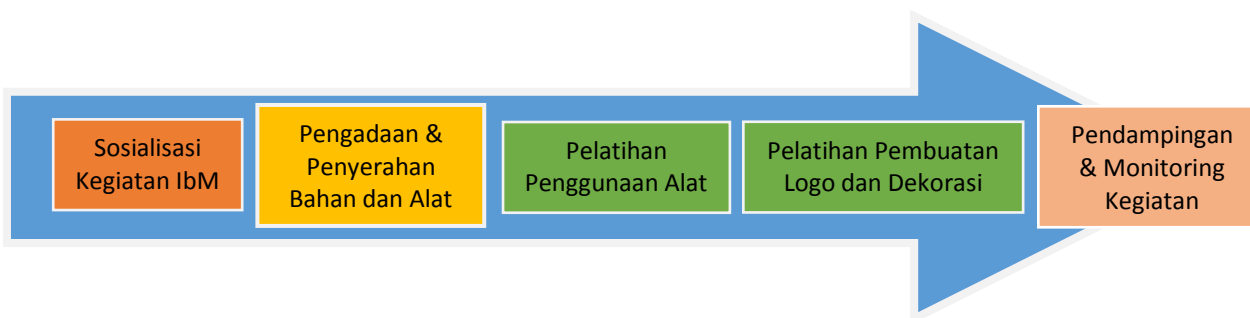 Sosialisasi
Kegiatan IbM
Pengadaan &
Penyerahan
Bahan dan Alat
Pelatihan
Penggunaan Alat
Pelatihan Pembuatan
Logo dan Dekorasi
Pendampingan
& Monitoring
Kegiatan